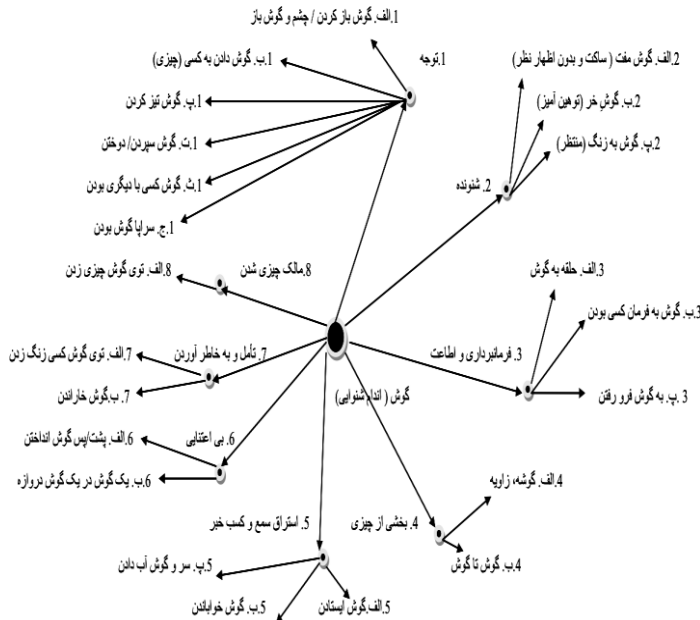 1.الف. گوش باز کردن / چشم و گوش باز
1.توجه
1.ب. گوش دادن به کسی (چیزی)
1.پ. گوش تیز کردن
1.ت. گوش سپردن/ دوختن
1.ث. گوش کسی با دیگری بودن
1.ج. سراپا گوش بودن
2.الف. گوش مفت ( ساکت و بدون اظهار نظر)
2.ب. گوشِ خر (توهین آمیز)
2.پ. گوش به زنگ (منتظر)
2. شنونده
3.الف. حلقه به گوش
3.ب. گوش به فرمان کسی بودن
3. فرمانبرداری و اطاعت
3 .پ. به گوش فرو رفتن
8.مالک چیزی شدن
8.الف. توی گوش چیزی زدن
7. تأمل و به خاطر آوردن
7.الف. توی گوش کسی زنگ زدن
7. ب.گوش خاراندن
گوش ( اندام شنوایی)
6. بی اعتنایی
6.الف. پشت/پس گوش انداختن
6.ب. یک گوش در یک گوش دروازه
4.الف. گوشه، زاویه
4. بخشی از چیزی
4.ب. گوش تا گوش
5. استراق سمع و کسب خبر
5.پ. سر و گوش آب دادن
5.الف.گوش ایستادن
5.ب. گوش خواباندن